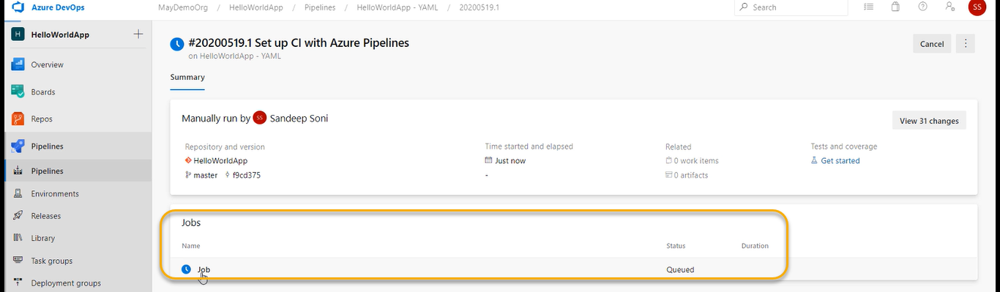 Azure DevOps
MayDemoOrg / HelloWorldApp / Pipelines / HelloWorldApp - YAML / 20200519.1
Search
SS
H HelloWorldApp
Overview
Boards
Repos
Pipelines
Pipelines
Environments
Releases
Library
Task groups
Deployment groups
#20200519.1 Set up CI with Azure Pipelines
on HelloWorldApp - YAML
Cancel
Summary
Manually run by SS Sandeep Soni
View 31 changes
Repository and version
HelloWorldApp
master f9cd375
Time started and elapsed
Just now
-
Related
0 work items
0 artifacts
Tests and coverage
Get started
Jobs
Name Status Duration
Job Queued